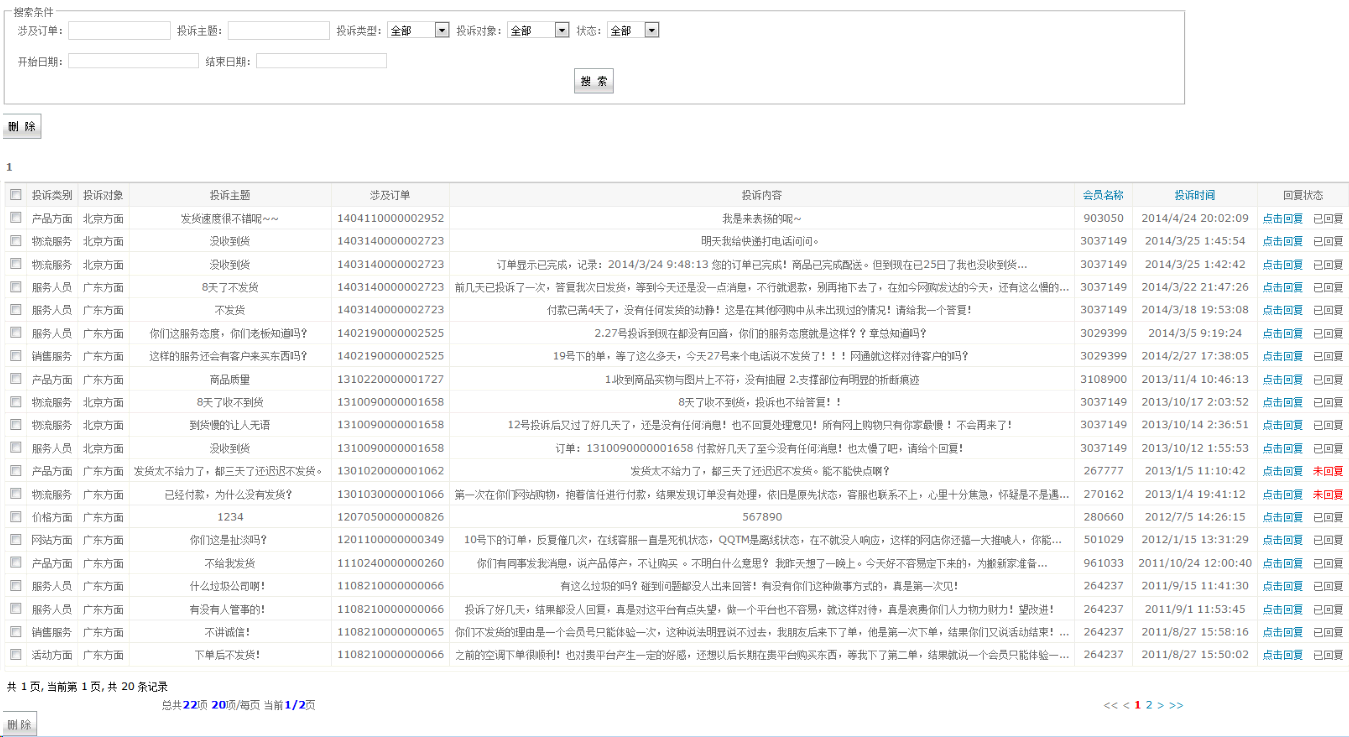 搜索条件
涉及订单: 投诉主题: 投诉类型: 全部 投诉对象: 全部 状态: 全部
开始日期: 结束日期:
搜 索
删 除
1
投诉类别 投诉对象 投诉主题 涉及订单 投诉内容 会员名称 投诉时间 回复状态
产品方面 北京方面 发货速度很不错呢~~ 1404110000002952 我是来表扬的呢~ 903050 2014/4/24 20:02:09 点击回复 已回复
物流服务 北京方面 没收到货 1403140000002723 明天我给快递打电话问问。 3037149 2014/3/25 1:45:54 点击回复 已回复
物流服务 北京方面 没收到货 1403140000002723 订单显示已完成，记录：2014/3/24 9:48:13 您的订单已完成！商品已完成配送。但到现在已25日了我也没收到货... 3037149 2014/3/25 1:42:42 点击回复 已回复
服务人员 北京方面 8天了不发货 1403140000002723 前几天已投诉了一次，答复我次日发货，等到今天还是没一点消息，不行就退款，别再拖下去了，在如今网购发达的今天，还有这么慢的... 3037149 2014/3/22 21:47:26 点击回复 已回复
服务人员 北京方面 不发货 1403140000002723 付款已满4天了，没有任何发货的动静！这是在其他网购中从未出现过的情况！请给我一个答复！ 3037149 2014/3/18 19:53:08 点击回复 已回复
服务人员 北京方面 你们这服务态度，你们老板知道吗？ 1402190000002525 2.27号投诉到现在都没有回音，你们的服务态度就是这样？？章总知道吗？ 3029399 2014/3/5 9:19:24 点击回复 已回复
销售服务 北京方面 这样的服务还会有客户来买东西吗？ 1402190000002525 19号下的单，等了这么多天，今天27号来个电话说不发货了！！！网通就这样对待客户的吗？ 3029399 2014/2/27 17:38:05 点击回复 已回复
产品方面 广东方面 商品质量 1310220000001727 1.收到商品实物与图片上不符，没有抽屉 2.支撑部位有明显的折断痕迹 3108900 2013/11/4 10:46:13 点击回复 已回复
物流服务 北京方面 8天了收不到货 1310090000001658 8天了收不到货，投诉也不给答复！！ 3037149 2013/10/17 2:03:52 点击回复 已回复
物流服务 北京方面 到货慢的让人无语 1310090000001658 12号投诉后又过了好几天了，还是没有任何消息！也不回复处理意见！所有网上购物只有你家最慢 ！不会再来了！ 3037149 2013/10/14 2:36:51 点击回复 已回复
服务人员 北京方面 没收到货 1310090000001658 订单：1310090000001658 付款好几天了至今没有任何消息！也太慢了吧，请给个回复！ 3037149 2013/10/12 1:55:53 点击回复 已回复
产品方面 广东方面 发货太不给力了，都三天了还迟迟不发货。 1301020000001062 发货太不给力了，都三天了还迟迟不发货。能不能快点啊？ 267777 2013/1/5 11:10:42 点击回复 未回复
物流服务 广东方面 已经付款，为什么没有发货？ 1301030000001066 第一次在你们网站购物，抱着信任进行付款，结果发现订单没有处理，依旧是原先状态，客服也联系不上，心里十分焦急，怀疑是不是遇... 270162 2013/1/4 19:41:12 点击回复 未回复
价格方面 广东方面 1234 1207050000000826 567890 280660 2012/7/5 14:26:15 点击回复 已回复
网站方面 广东方面 你们这是扯淡吗？ 1201100000000349 10号下的订单，反复催几次，在线客服一直是死机状态，QQTM是离线状态，在不就没人响应，这样的网店你还搞一大推唬人，你能... 501029 2012/1/15 13:31:29 点击回复 已回复
产品方面 广东方面 不给我发货 1110240000000260 你们有同事发我消息，说产品停产，不让购买 。不明白什么意思？ 我昨天想了一晚上。今天好不容易定下来的，为搬新家准备... 961033 2011/10/24 12:00:40 点击回复 已回复
服务人员 广东方面 什么垃圾公司啊！ 1108210000000066 有这么垃圾的吗？碰到问题都没人出来回答！有没有你们这种做事方式的，真是第一次见！ 264237 2011/9/15 11:41:30 点击回复 已回复
服务人员 广东方面 有没有人管事的！ 1108210000000066 投诉了好几天，结果都没人回复，真是对这平台有点失望，做一个平台也不容易，就这样对待，真是浪费你们人力物力财力！望改进！ 264237 2011/9/1 11:53:45 点击回复 已回复
销售服务 广东方面 不讲诚信！ 1108210000000065 你们不发货的理由是一个会员号只能体验一次，这种说法明显说不过去，我朋友后来下了单，他是第一次下单，结果你们又说活动结束！... 264237 2011/8/27 15:58:16 点击回复 已回复
活动方面 广东方面 下单后不发货！ 1108210000000066 之前的空调下单很顺利！也对贵平台产生一定的好感，还想以后长期在贵平台购买东西，等我下了第二单，结果就说一个会员只能体验一... 264237 2011/8/27 15:50:02 点击回复 已回复
共 1 页, 当前第 1 页, 共 20 条记录
总共22项 20项/每页 当前1/2页 << < 1 2 > >>
删 除